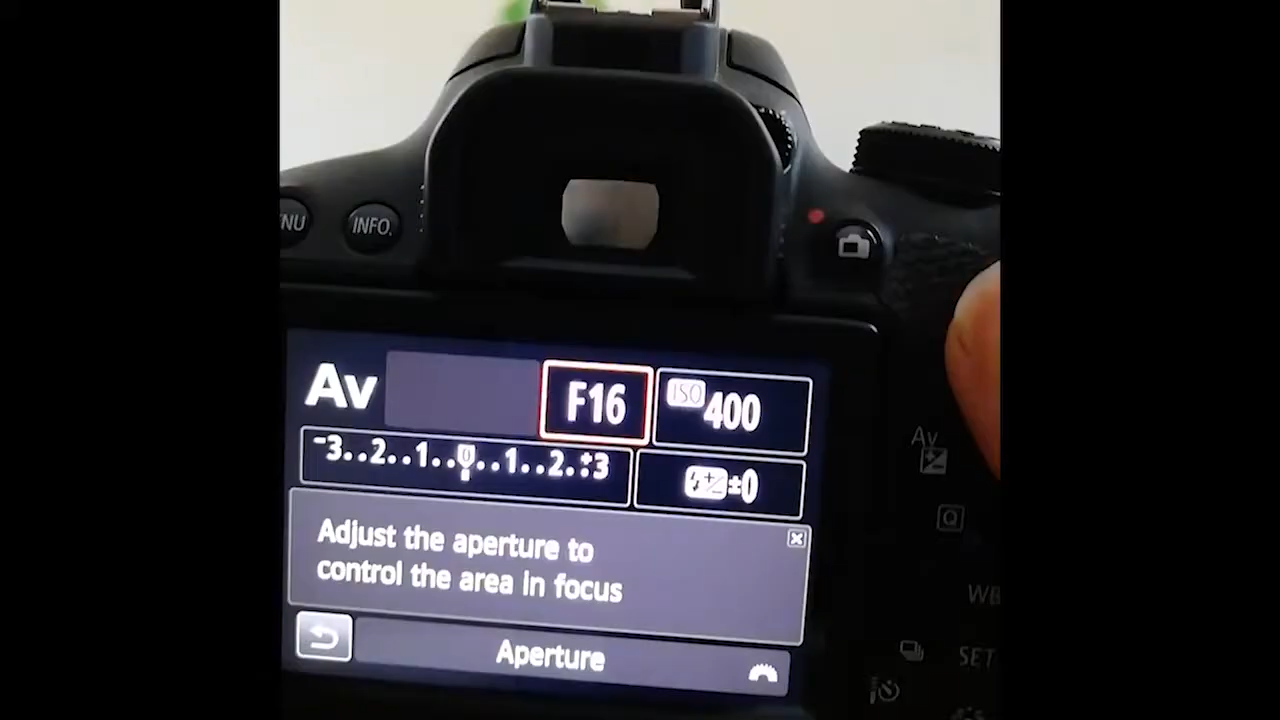 NU
INFO.
Av
F16
ISO 400
-3..2..1..0..1..2..+3
±0
Adjust the aperture to
control the area in focus
Aperture
Av
Q
WB
SET